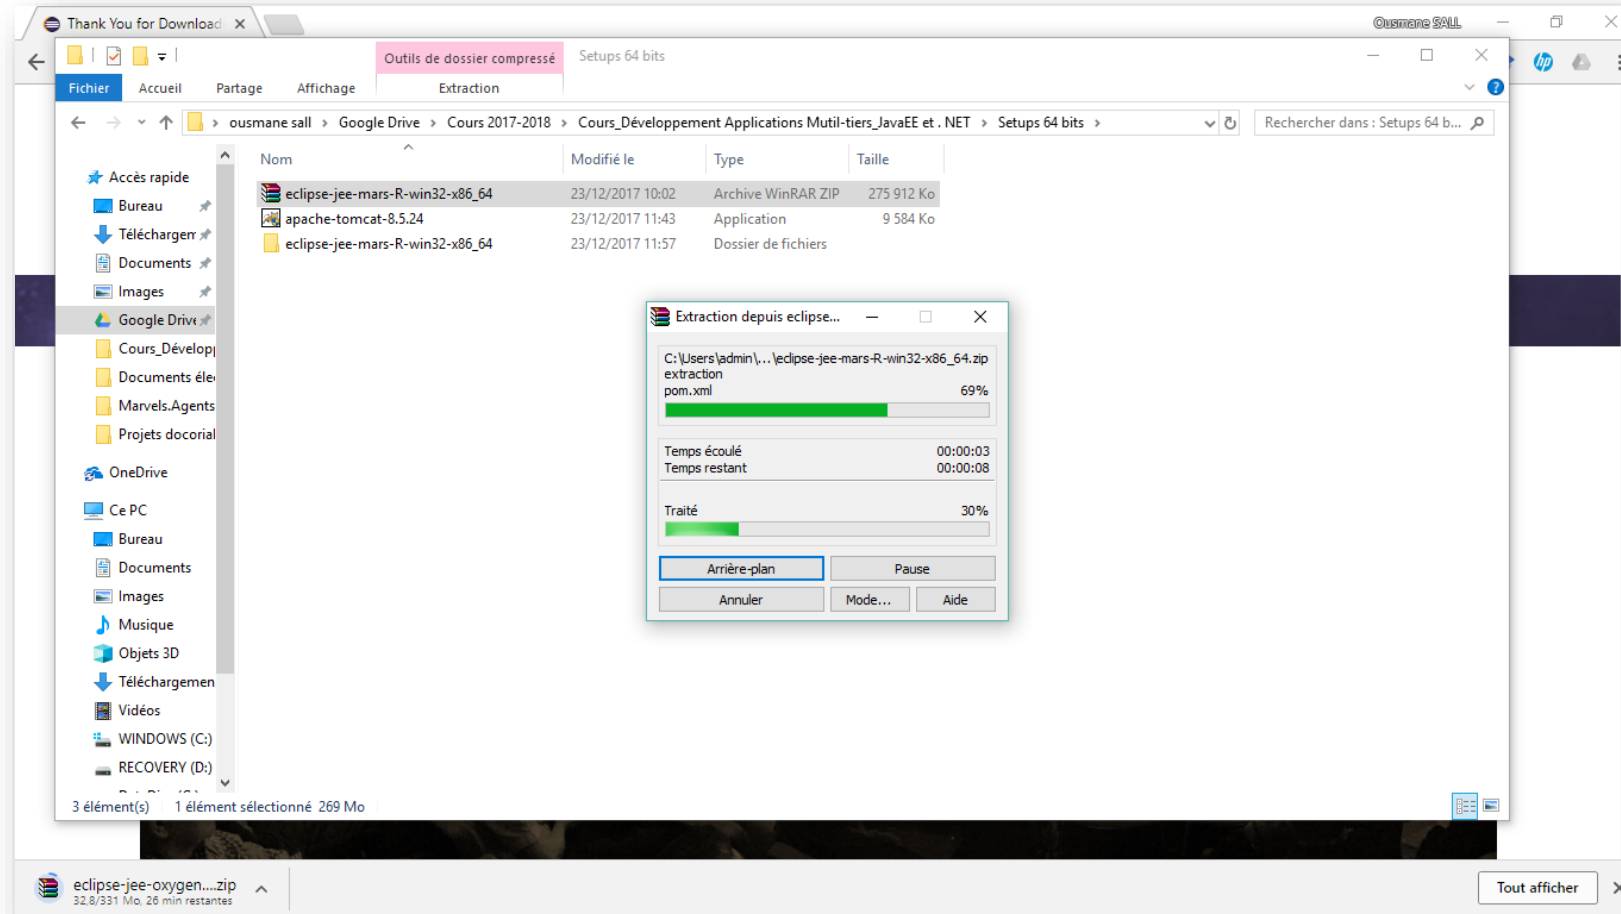 Thank You for Download
Ousmane SALL
Outils de dossier compressé
Setups 64 bits
Fichier
Accueil
Partage
Affichage
Extraction
ousmane sall > Google Drive > Cours 2017-2018 > Cours_Développement Applications Mutil-tiers_JavaEE et . NET > Setups 64 bits >
Rechercher dans : Setups 64 b...
Nom
Modifié le
Type
Taille
eclipse-jee-mars-R-win32-x86_64 23/12/2017 10:02 Archive WinRAR ZIP 275 912 Ko
apache-tomcat-8.5.24 23/12/2017 11:43 Application 9 584 Ko
eclipse-jee-mars-R-win32-x86_64 23/12/2017 11:57 Dossier de fichiers
Accès rapide
Bureau
Téléchargem
Documents
Images
Google Drive
Cours_Dévelop
Documents éle
Marvels.Agents
Projets docorial
OneDrive
Ce PC
Bureau
Documents
Images
Musique
Objets 3D
Téléchargemen
Vidéos
WINDOWS (C:)
RECOVERY (D:)
Extraction depuis eclipse...
C:\Users\admin\...\eclipse-jee-mars-R-win32-x86_64.zip
extraction
pom.xml 69%
Temps écoulé 00:00:03
Temps restant 00:00:08
Traité 30%
Arrière-plan
Pause
Annuler
Mode...
Aide
3 élément(s)
1 élément sélectionné 269 Mo
eclipse-jee-oxygen....zip
32,8/331 Mo, 26 min restantes
Tout afficher
hp